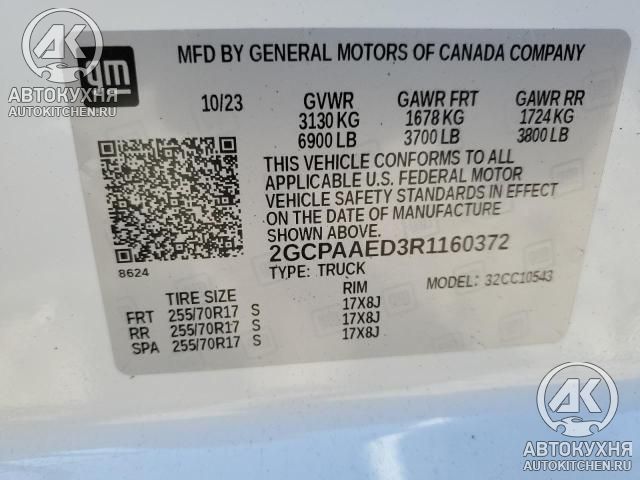 gm
MFD BY GENERAL MOTORS OF CANADA COMPANY
10/23 GVWR GAWR FRT GAWR RR
3130 KG 1678 KG 1724 KG
6900 LB 3700 LB 3800 LB
THIS VEHICLE CONFORMS TO ALL
APPLICABLE U.S. FEDERAL MOTOR
VEHICLE SAFETY STANDARDS IN EFFECT
ON THE DATE OF MANUFACTURE
SHOWN ABOVE.
8624 2GCPAAED3R1160372
TYPE: TRUCK MODEL: 32CC10543
TIRE SIZE RIM
FRT 255/70R17 S 17X8J
RR 255/70R17 S 17X8J
SPA 255/70R17 S 17X8J
АК
АВТОКУХНЯ
AUTOKITCHEN.RU
АК
АВТОКУХНЯ
AUTOKITCHEN.RU